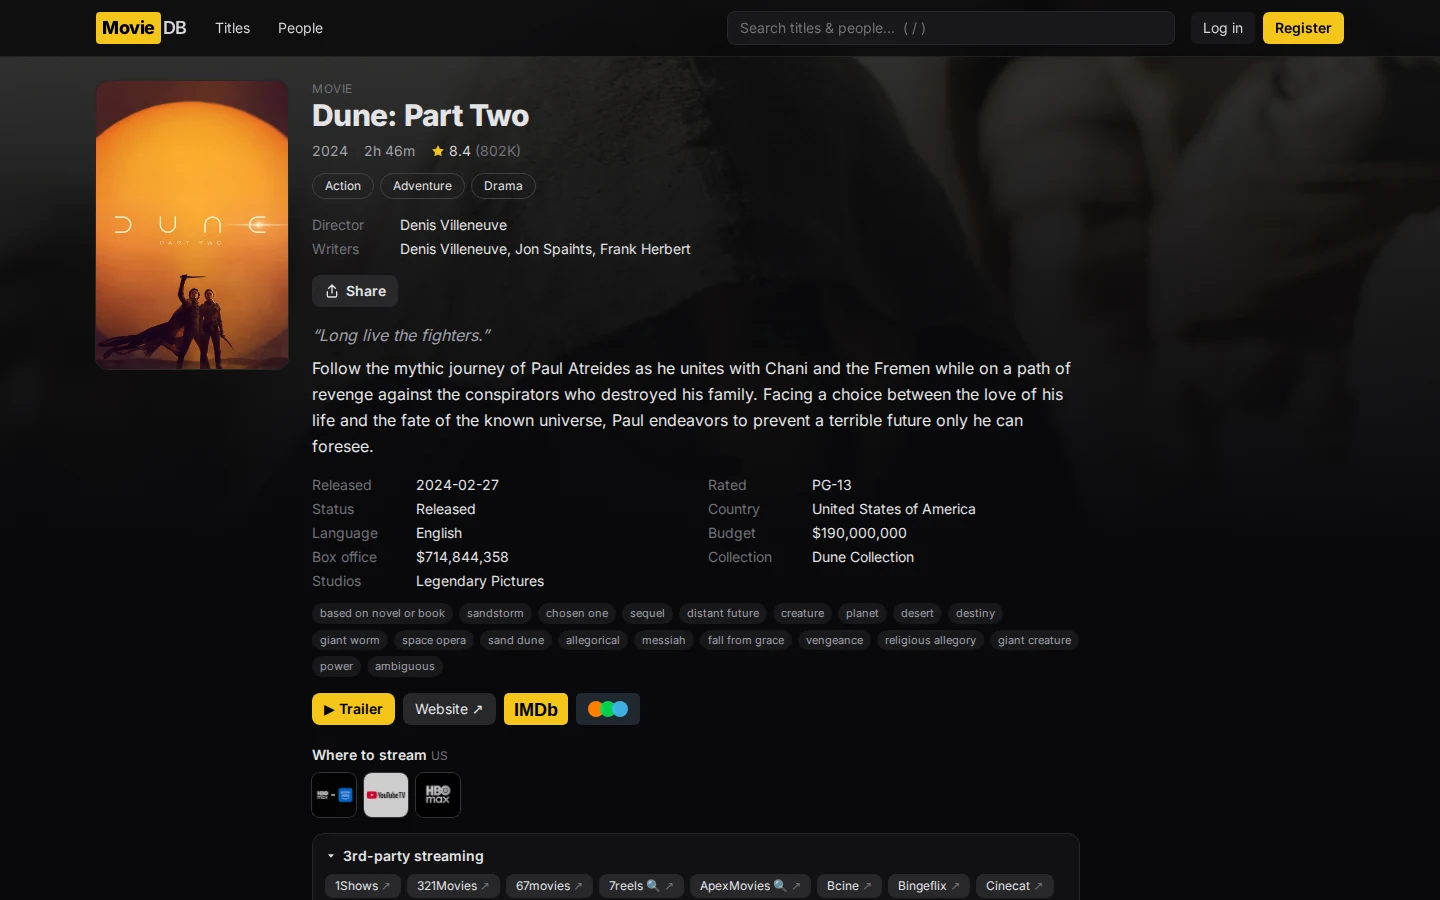 Movie DB Titles People Search titles & people... ( / ) Log in Register
MOVIE
Dune: Part Two
2024 2h 46m ★ 8.4 (802K)
Action Adventure Drama
Director Denis Villeneuve
Writers Denis Villeneuve, Jon Spaihts, Frank Herbert
Share
“Long live the fighters.”
Follow the mythic journey of Paul Atreides as he unites with Chani and the Fremen while on a path of
revenge against the conspirators who destroyed his family. Facing a choice between the love of his
life and the fate of the known universe, Paul endeavors to prevent a terrible future only he can
foresee.
DUNE
PART TWO
Released 2024-02-27 Rated PG-13
Status Released Country United States of America
Language English Budget $190,000,000
Box office $714,844,358 Collection Dune Collection
Studios Legendary Pictures
based on novel or book sandstorm chosen one sequel distant future creature planet desert destiny
giant worm space opera sand dune allegorical messiah fall from grace vengeance religious allegory giant creature
power ambiguous
▶ Trailer Website ↗ IMDb
Where to stream US
HBO max YouTube TV HBO max
3rd-party streaming
1Shows ↗ 321Movies ↗ 67movies ↗ 7reels 🔍 ↗ ApexMovies 🔍 ↗ Bcine ↗ Bingeflix ↗ Cinecat ↗